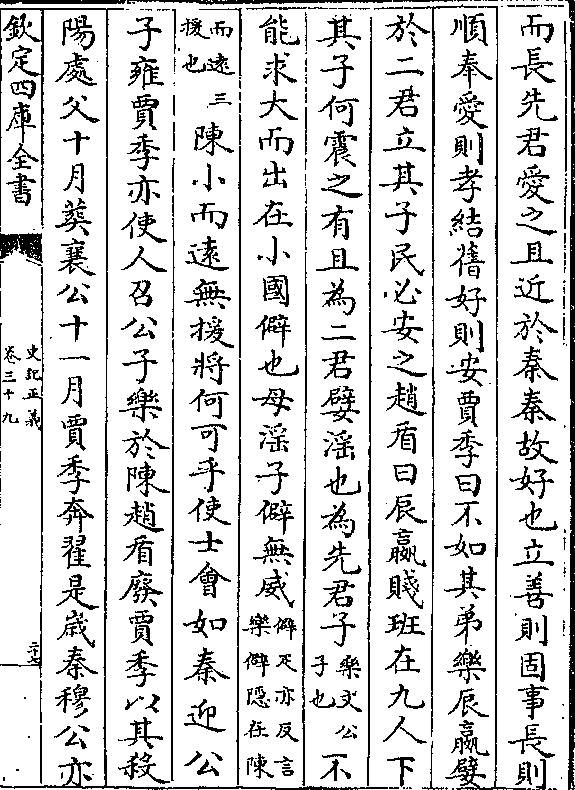 而長先君愛之且近於秦秦故好也立善則固事長則
順奉愛則孝結舊好則安賈季曰不如其弟樂辰嬴嬖
於二君立其子民必安之趙盾曰辰嬴賤班在九人下
其子何震之有且為二君嬖淫也為先君子樂文公子也不
能求大而出在小國僻也母淫子僻無威僻疋亦反言樂僻隱在陳
而遠援也三陳小而遠無援將何可乎使士會如秦迎公
子雍賈季亦使人召公子樂於陳趙盾廢賈季以其殺
陽處父十月葬襄公十一月賈季奔翟是歲秦穆公亦
欽定四庫全書
史記正義
卷三十九
三十七